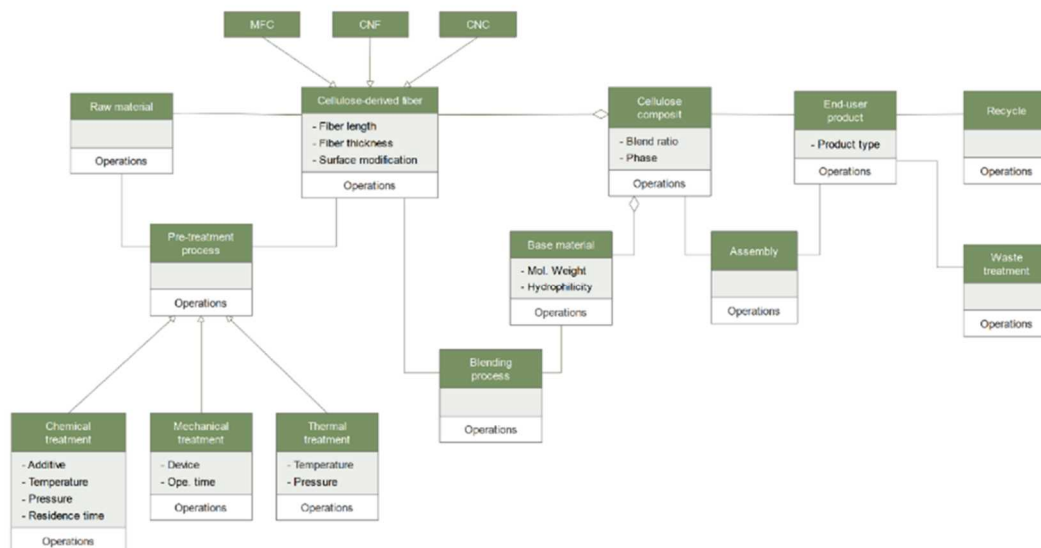 MFC
CNF
CNC
Raw material
Operations
Cellulose-derived fiber
- Fiber length
- Fiber thickness
- Surface modification
Operations
Cellulose
composit
- Blend ratio
- Phase
Operations
End-user
product
- Product type
Operations
Recycle
Operations
Pre-treatment
process
Operations
Base material
- Mol. Weight
- Hydrophilicity
Operations
Assembly
Operations
Waste
treatment
Operations
Blending
process
Operations
Chemical
treatment
- Additive
- Temperature
- Pressure
- Residence time
Operations
Mechanical
treatment
- Device
- Ope. time
Operations
Thermal
treatment
- Temperature
- Pressure
Operations